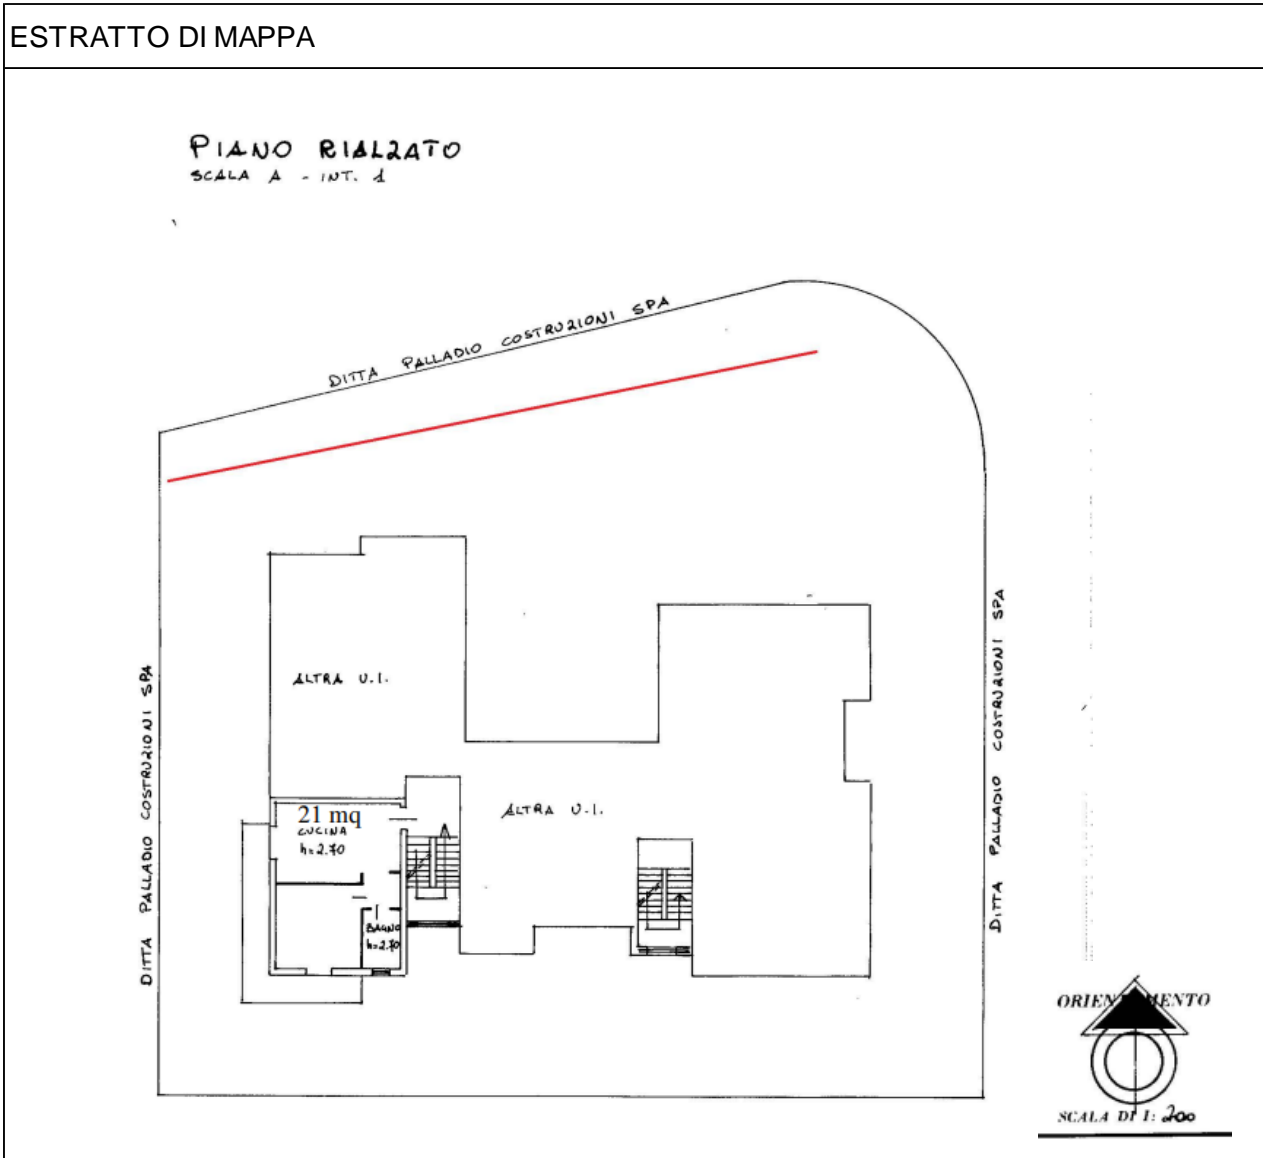 ESTRATTO DI MAPPA
PIANO RIALZATO
SCALA A - INT. 1
DITTA PALLADIO COSTRUZIONI SPA
DITTA PALLADIO COSTRUZIONI SPA
DITTA PALLADIO COSTRUZIONI SPA
ALTRA U.I.
ALTRA U.I.
21 mq
CUCINA
h=2.70
BAGNO
h=2.70
ORIENTAMENTO
SCALA DI 1: 200